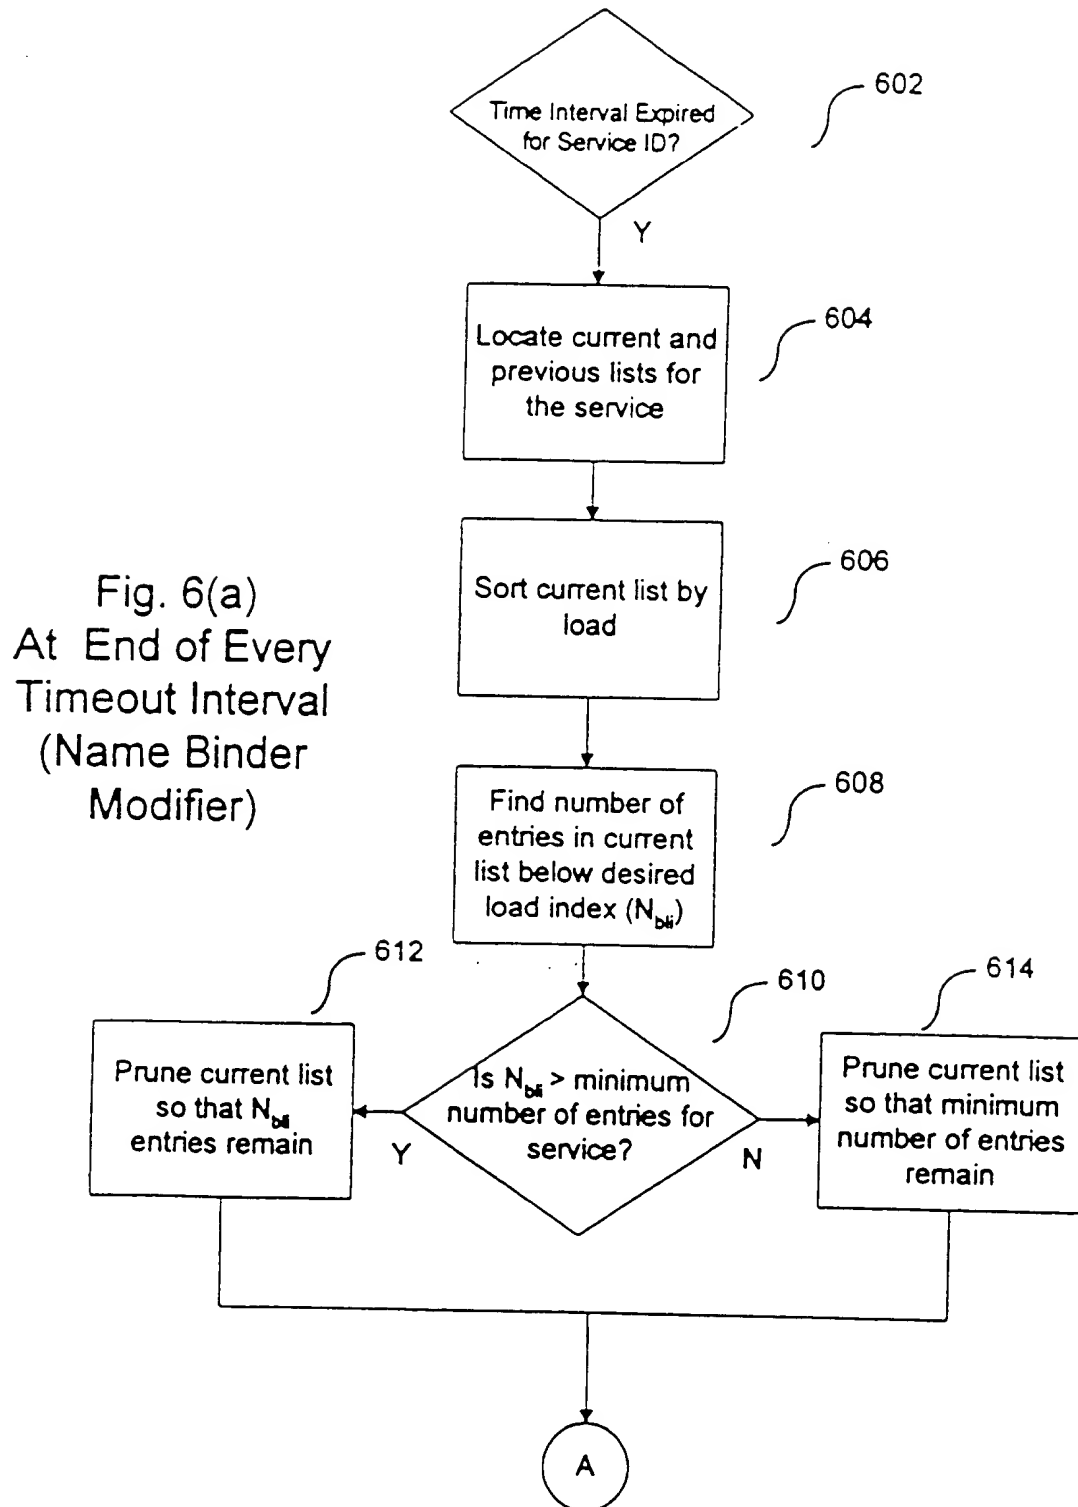 Time Interval Expired
for Service ID?
602
Y
Locate current and
previous lists for
the service
604
Sort current list by
load
606
Fig. 6(a)
At End of Every
Timeout Interval
(Name Binder
Modifier)
Find number of
entries in current
list below desired
load index (Nbli)
608
612
610
614
Prune current list
so that Nbli
entries remain
Is Nbli > minimum
number of entries for
service?
Y
N
Prune current list
so that minimum
number of entries
remain
A